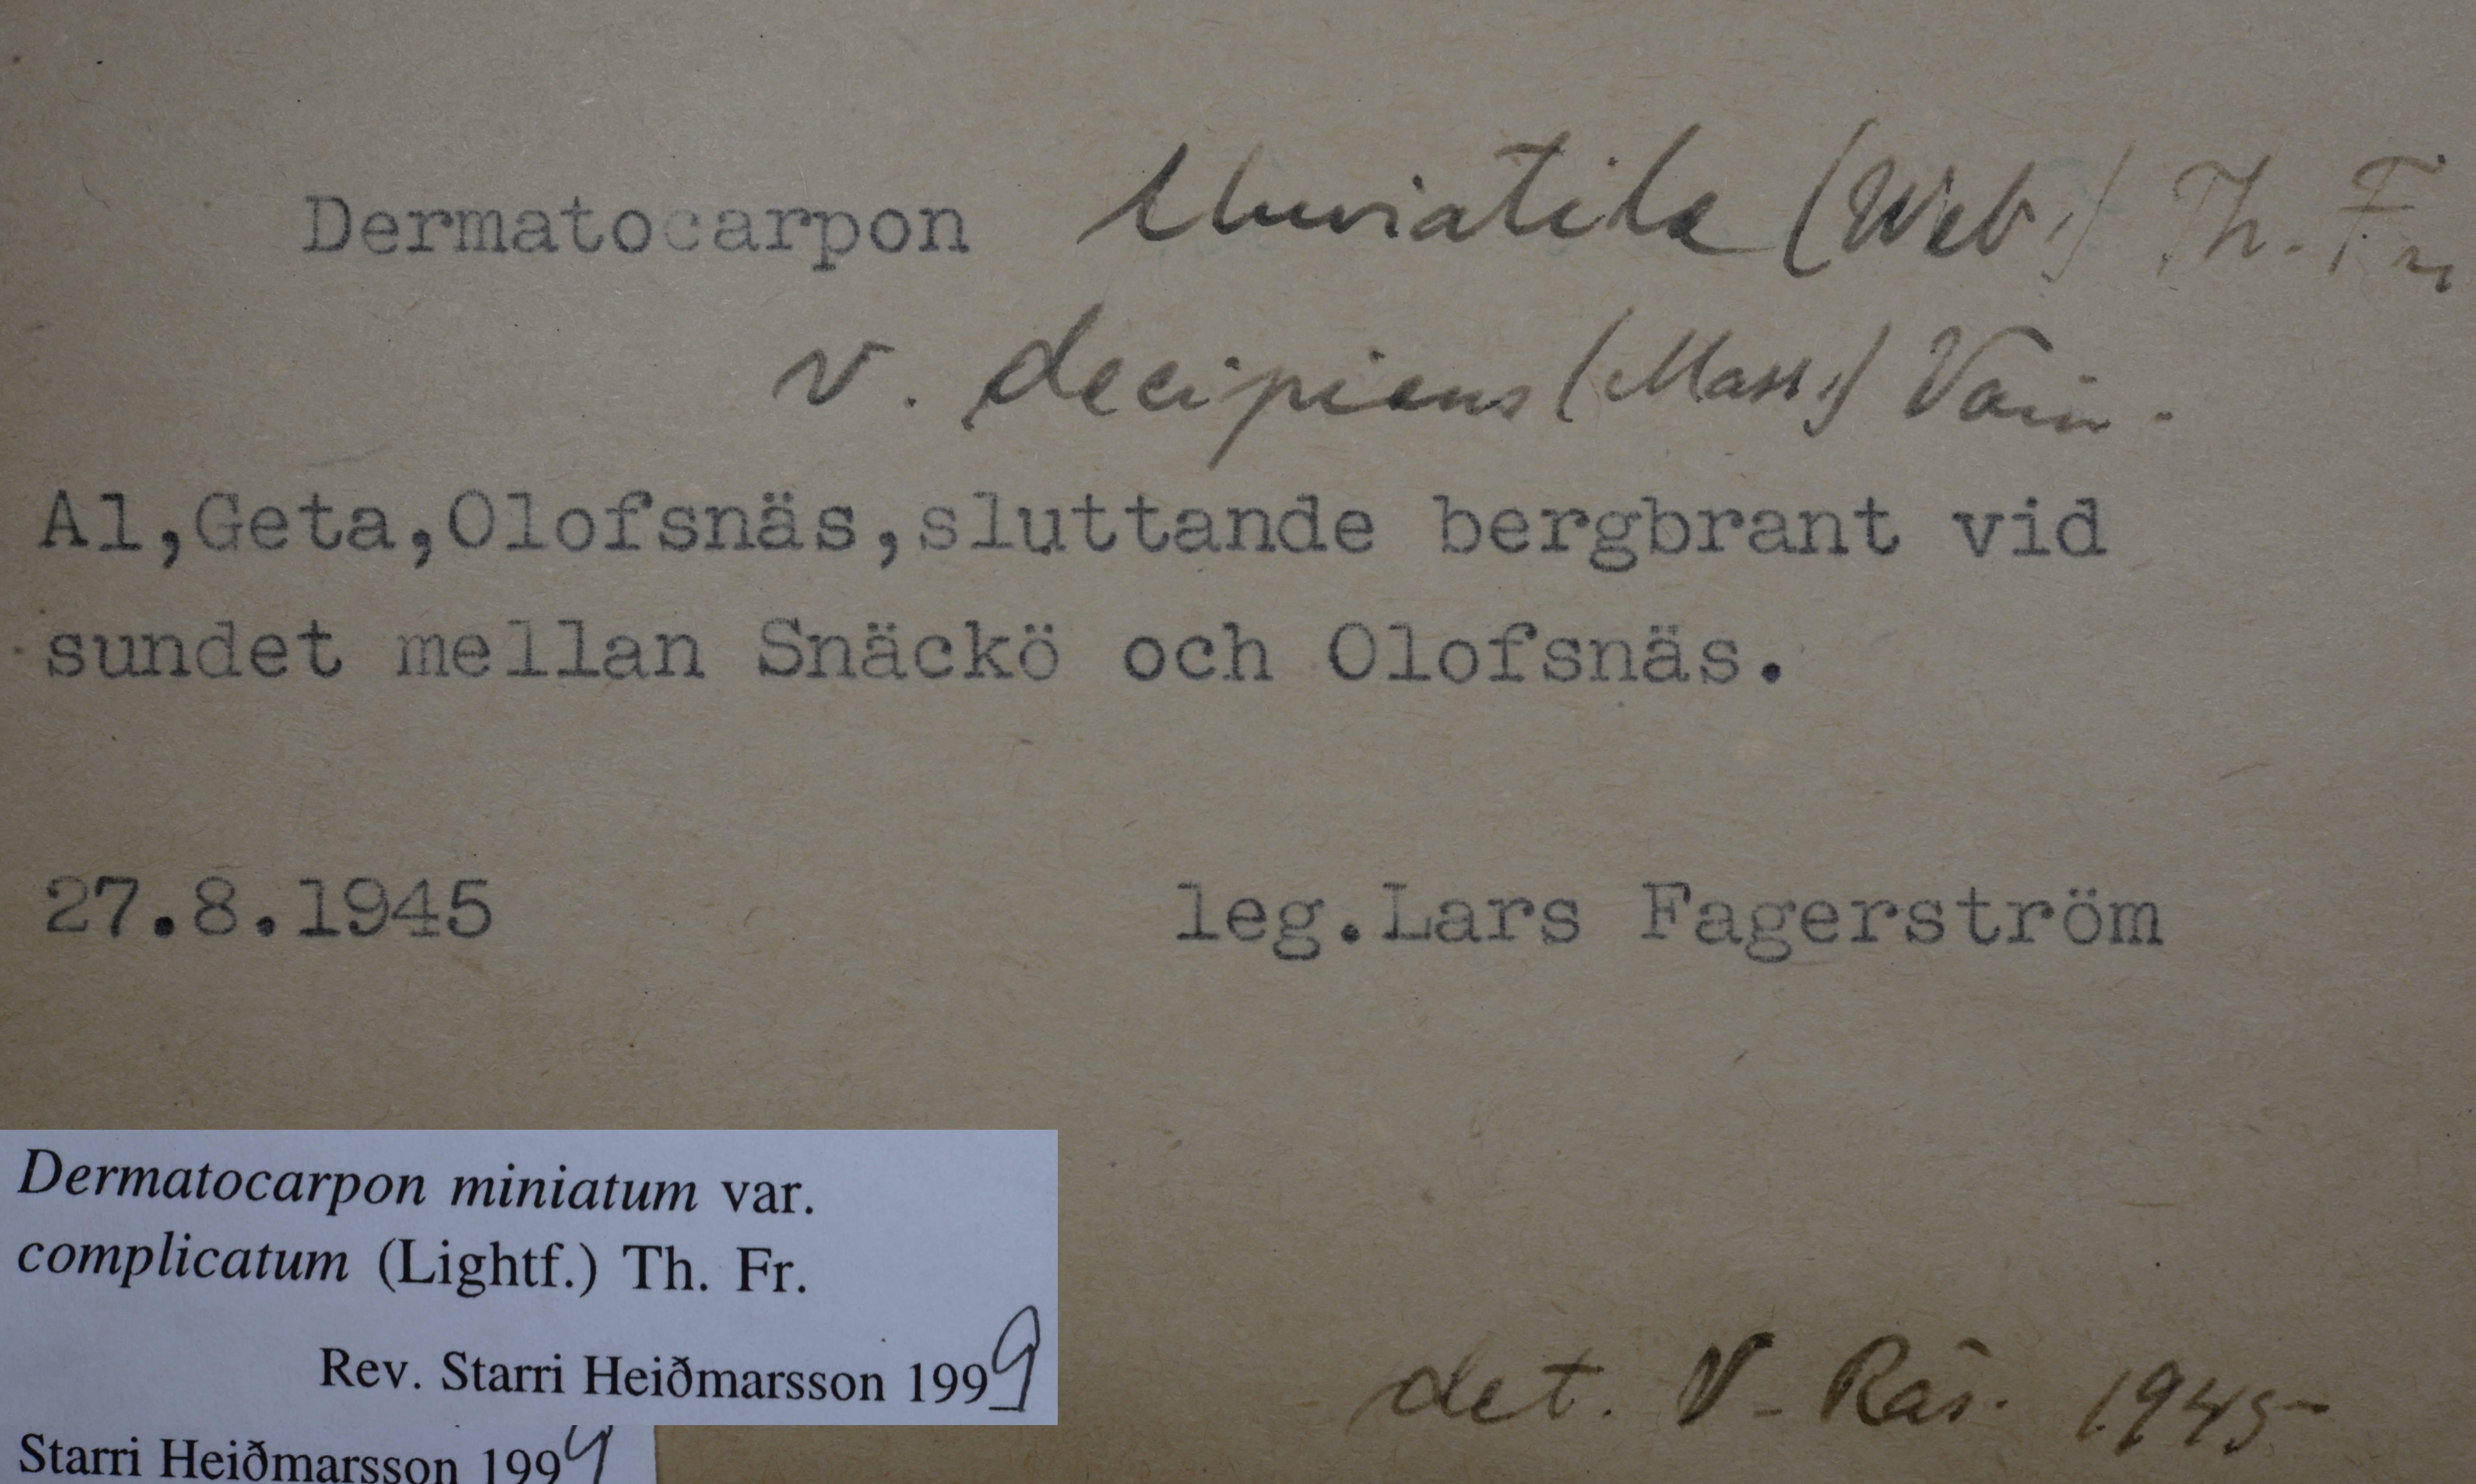 Dermatocarpon fluviatile (Web.) Th. Fr.
v. decipiens (Mass.) Vain.
Al,Geta,Olofsnäs,sluttande bergbrant vid
sundet mellan Snäckö och Olofsnäs.
27.8.1945 leg.Lars Fagerström
Dermatocarpon miniatum var.
complicatum (Lightf.) Th. Fr.
Rev. Starri Heiðmarsson 1999
det. V. Räs. 1945
Starri Heiðmarsson 199